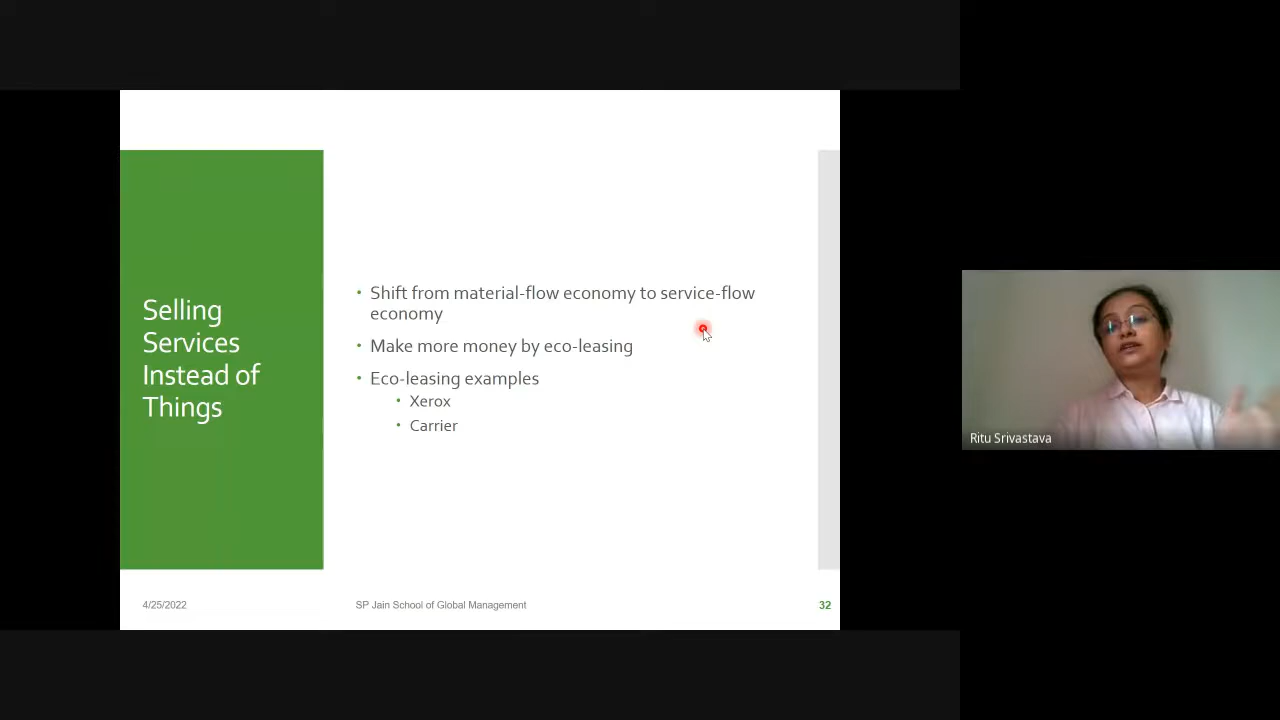 Selling
Services
Instead of
Things
• Shift from material-flow economy to service-flow
economy
• Make more money by eco-leasing
• Eco-leasing examples
• Xerox
• Carrier
4/25/2022
SP Jain School of Global Management
32
Ritu Srivastava